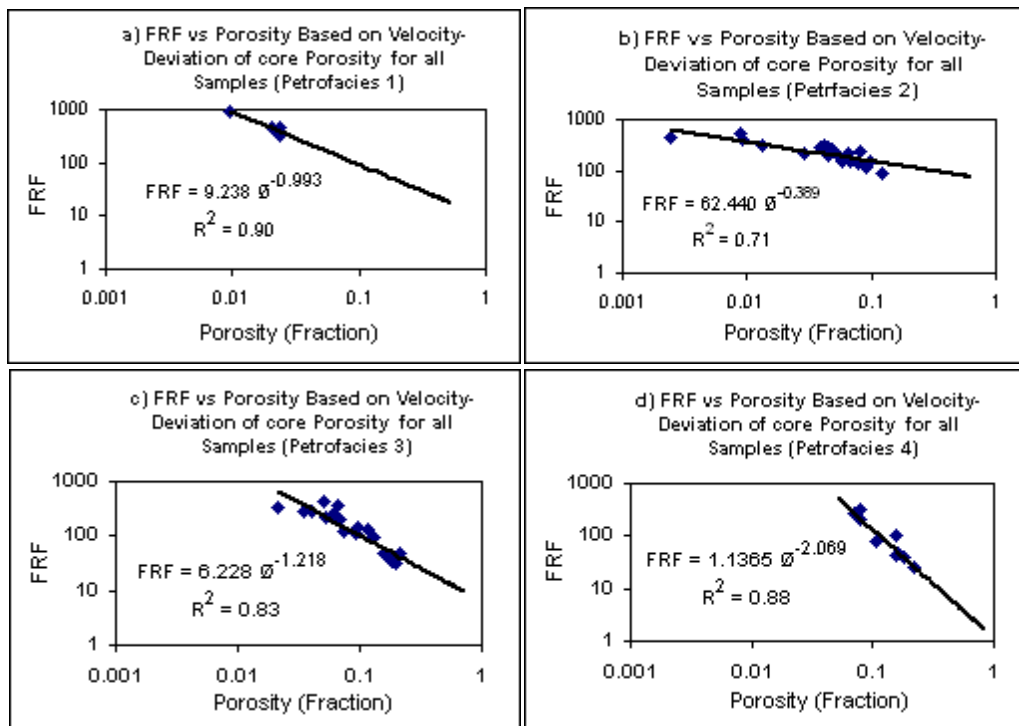 a) FRF vs Porosity Based on Velocity-
Deviation of core Porosity for all
Samples (Petrofacies 1)
1000
100
10
1
FRF
FRF = 9.238 Ø^-0.993
R^2 = 0.90
0.001 0.01 0.1 1
Porosity (Fraction)
b) FRF vs Porosity Based on Velocity-
Deviation of core Porosity for all
Samples (Petrfacies 2)
1000
100
10
1
FRF
FRF = 62.440 Ø^-0.389
R^2 = 0.71
0.001 0.01 0.1 1
Porosity (Fraction)
c) FRF vs Porosity Based on Velocity-
Deviation of core Porosity for all
Samples (Petrofacies 3)
1000
100
10
1
FRF
FRF = 6.228 Ø^-1.218
R^2 = 0.83
0.001 0.01 0.1 1
Porosity (Fraction)
d) FRF vs Porosity Based on Velocity-
Deviation of core Porosity for all
Samples (Petrofacies 4)
1000
100
10
1
FRF
FRF = 1.1365 Ø^-2.069
R^2 = 0.88
0.001 0.01 0.1 1
Porosity (Fraction)